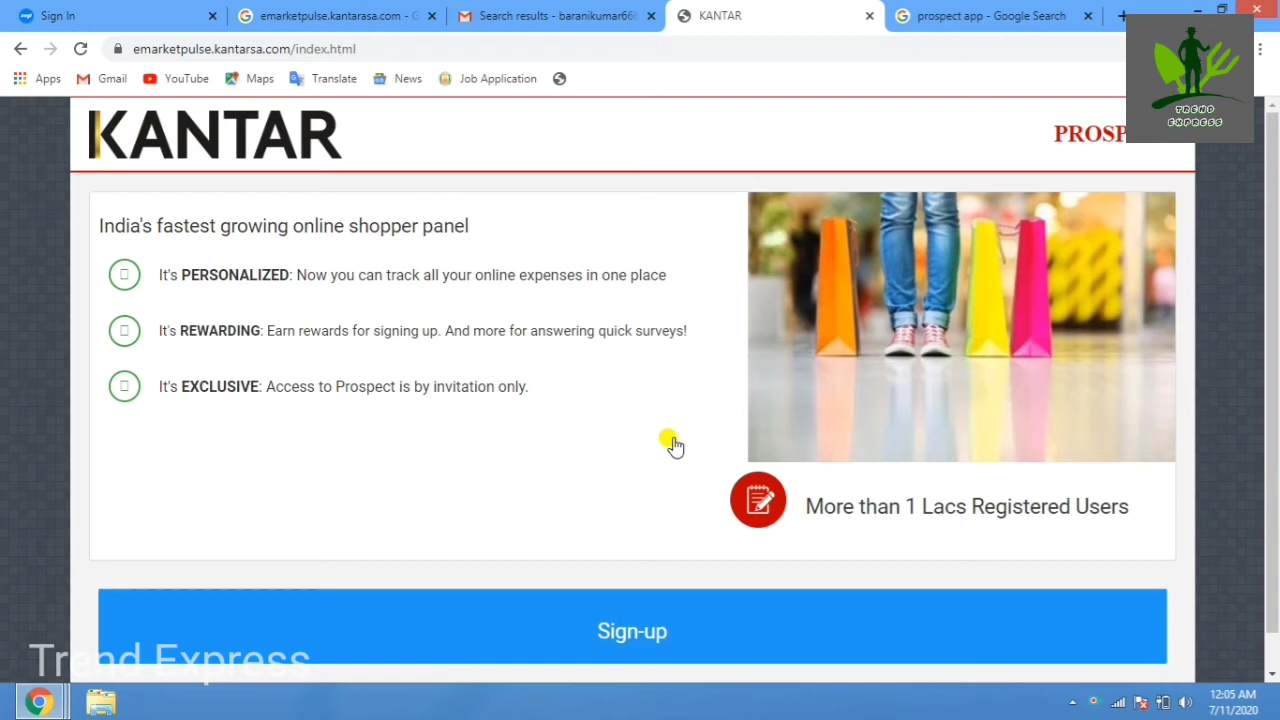 Sign In
emarketpulse.kantarasa.com - G
Search results - baranikumar666
KANTAR
prospect app - Google Search
emarketpulse.kantarsa.com/index.html
Apps
Gmail
YouTube
Maps
Translate
News
Job Application
TREND
EXPRESS
KANTAR
PROSP
India's fastest growing online shopper panel
It's PERSONALIZED: Now you can track all your online expenses in one place
It's REWARDING: Earn rewards for signing up. And more for answering quick surveys!
It's EXCLUSIVE: Access to Prospect is by invitation only.
More than 1 Lacs Registered Users
Sign-up
Trend Express
12:05 AM
7/11/2020